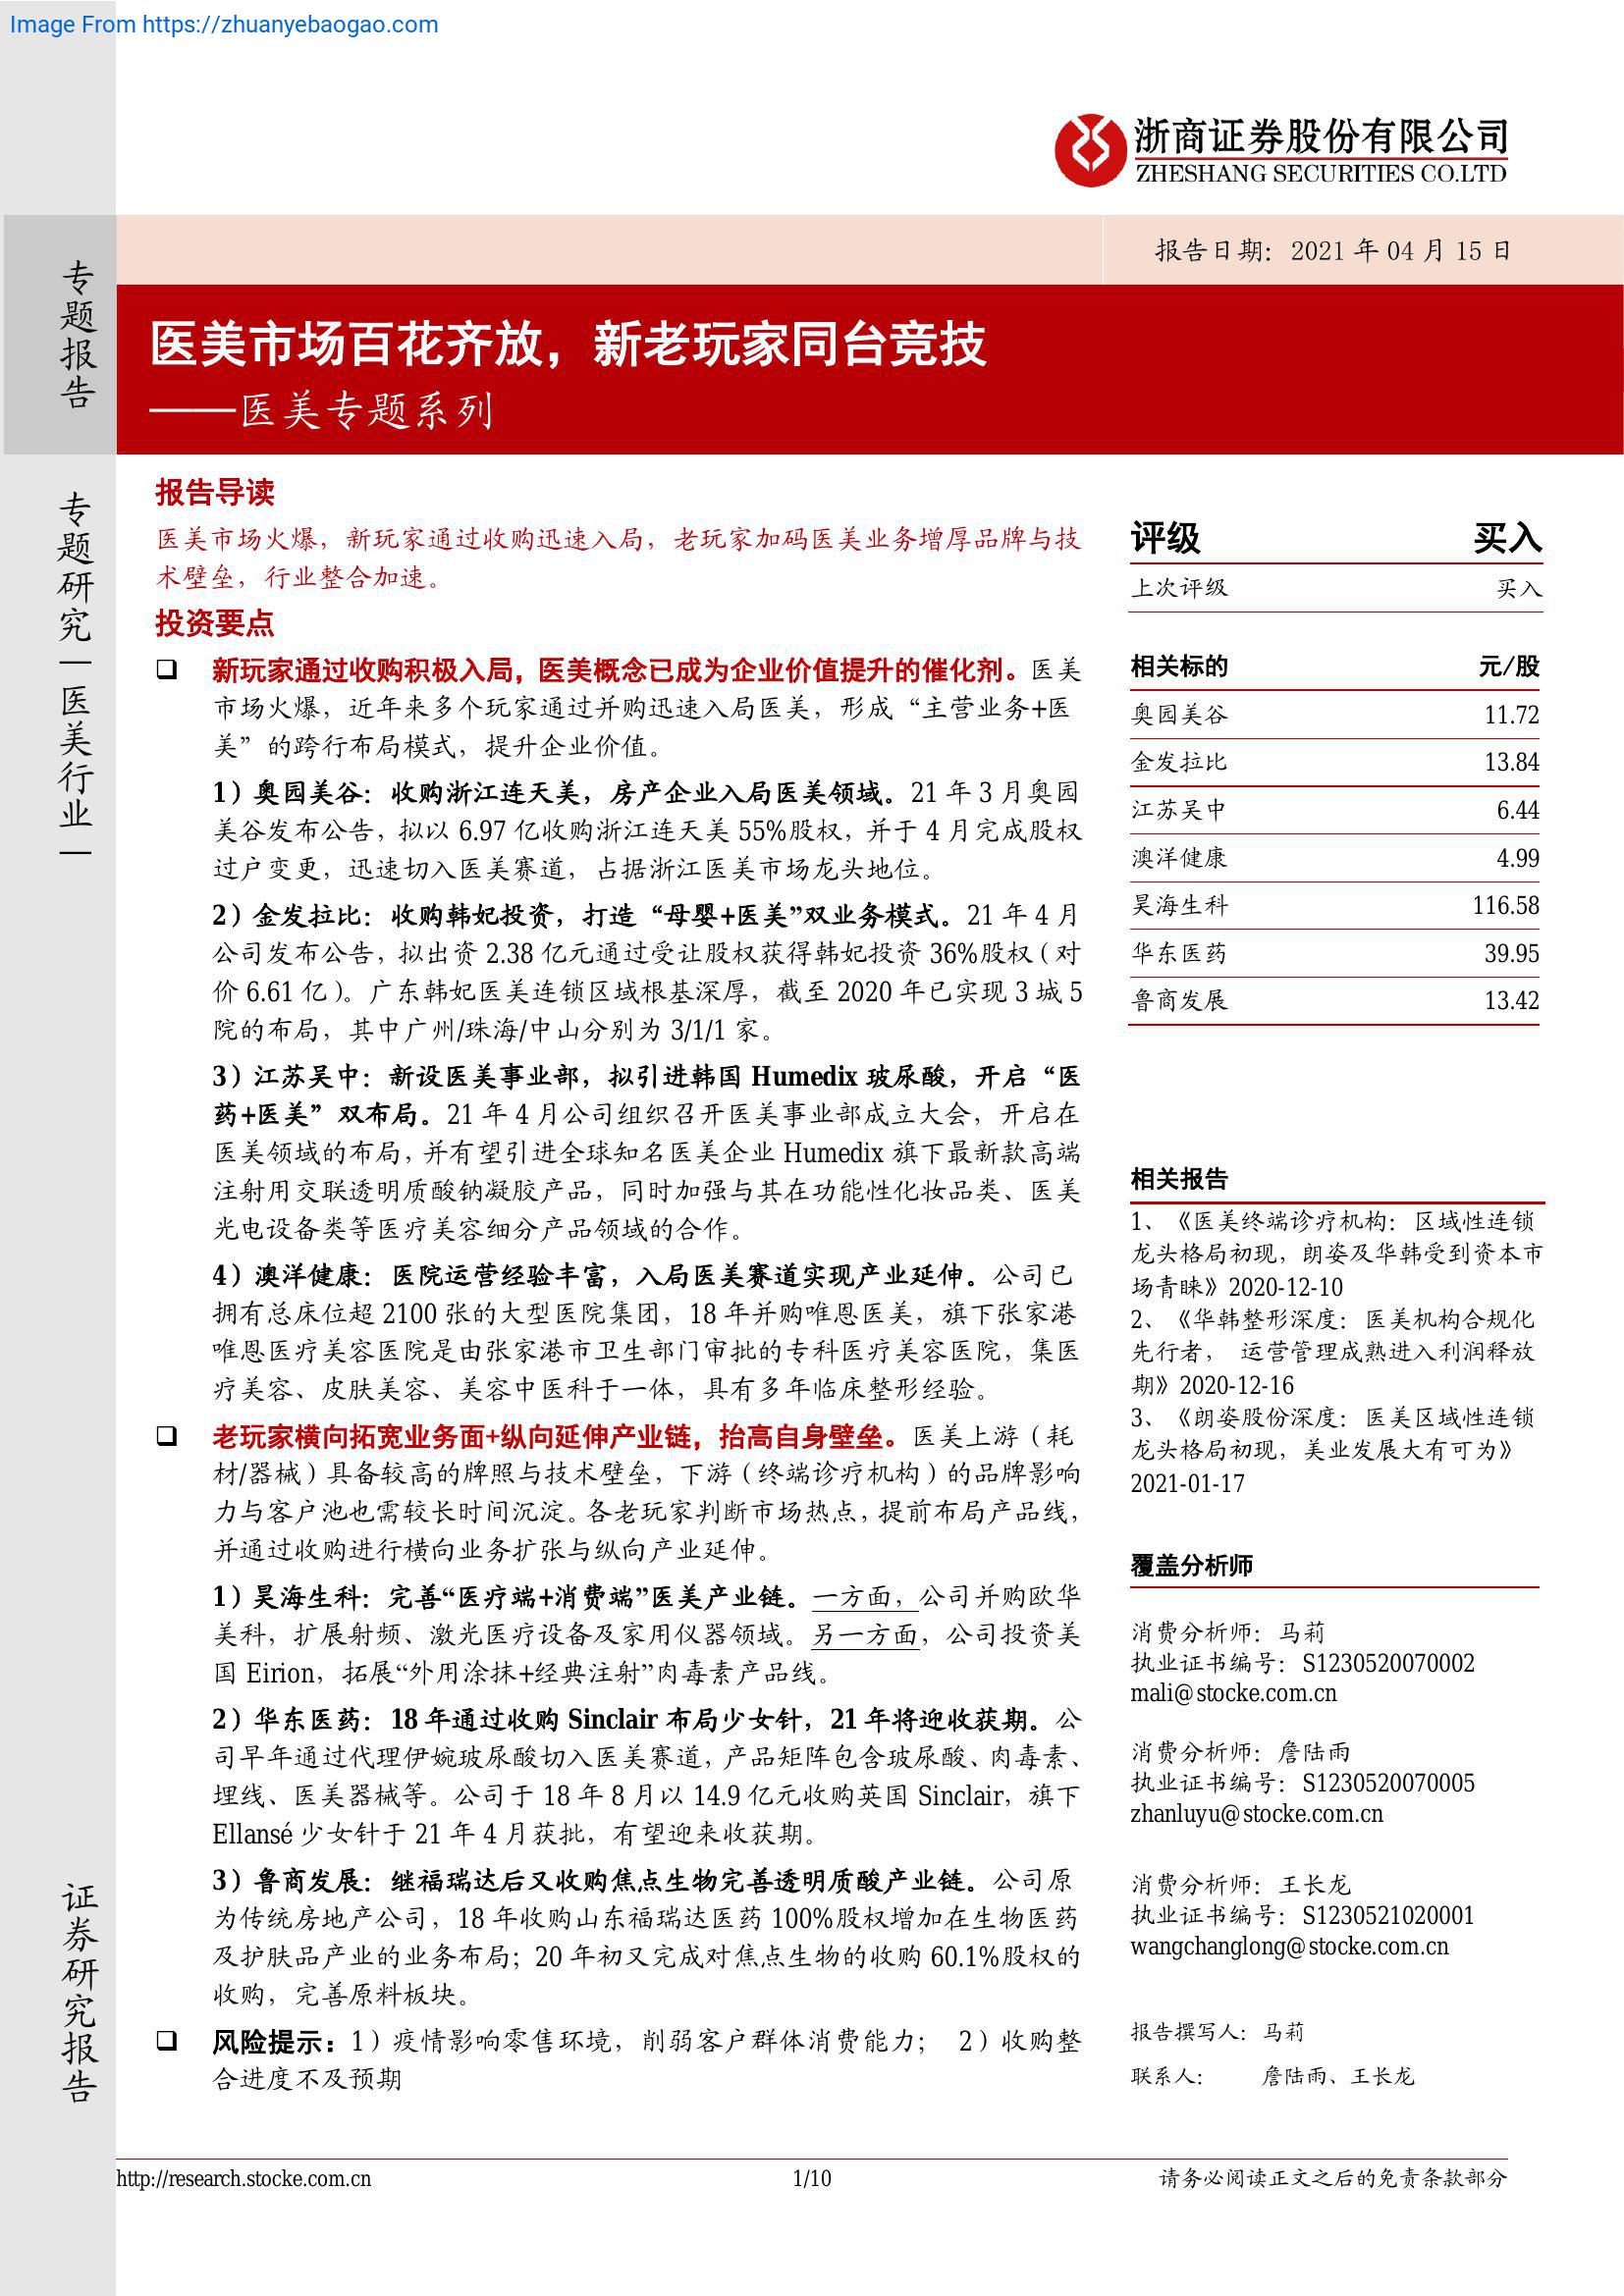 Image From https://zhuanyebaogao.com
浙商证券股份有限公司
ZHESHANG SECURITIES CO.LTD
报告日期：2021 年 04 月 15 日
专题报告
医美市场百花齐放，新老玩家同台竞技
——医美专题系列
专题研究|医美行业|
证券研究报告
报告导读
医美市场火爆，新玩家通过收购迅速入局，老玩家加码医美业务增厚品牌与技
术壁垒，行业整合加速。
投资要点
❑ 新玩家通过收购积极入局，医美概念已成为企业价值提升的催化剂。医美
市场火爆，近年来多个玩家通过并购迅速入局医美，形成“主营业务+医
美”的跨行布局模式，提升企业价值。
1）奥园美谷：收购浙江连天美，房产企业入局医美领域。21 年 3 月奥园
美谷发布公告，拟以 6.97 亿收购浙江连天美 55%股权，并于 4 月完成股权
过户变更，迅速切入医美赛道，占据浙江医美市场龙头地位。
2）金发拉比：收购韩妃投资，打造“母婴+医美”双业务模式。21 年 4 月
公司发布公告，拟出资 2.38 亿元通过受让股权获得韩妃投资 36%股权（对
价 6.61 亿）。广东韩妃医美连锁区域根基深厚，截至 2020 年已实现 3 城 5
院的布局，其中广州/珠海/中山分别为 3/1/1 家。
3）江苏吴中：新设医美事业部，拟引进韩国 Humedix 玻尿酸，开启“医
药+医美”双布局。21 年 4 月公司组织召开医美事业部成立大会，开启在
医美领域的布局，并有望引进全球知名医美企业 Humedix 旗下最新款高端
注射用交联透明质酸钠凝胶产品，同时加强与其在功能性化妆品类、医美
光电设备类等医疗美容细分产品领域的合作。
4）澳洋健康：医院运营经验丰富，入局医美赛道实现产业延伸。公司已
拥有总床位超 2100 张的大型医院集团，18 年并购唯恩医美，旗下张家港
唯恩医疗美容医院是由张家港市卫生部门审批的专科医疗美容医院，集医
疗美容、皮肤美容、美容中医科于一体，具有多年临床整形经验。
❑ 老玩家横向拓宽业务面+纵向延伸产业链，抬高自身壁垒。医美上游（耗
材/器械）具备较高的牌照与技术壁垒，下游（终端诊疗机构）的品牌影响
力与客户池也需较长时间沉淀。各老玩家判断市场热点，提前布局产品线，
并通过收购进行横向业务扩张与纵向产业延伸。
1）昊海生科：完善“医疗端+消费端”医美产业链。一方面，公司并购欧华
美科，扩展射频、激光医疗设备及家用仪器领域。另一方面，公司投资美
国 Eirion，拓展“外用涂抹+经典注射”肉毒素产品线。
2）华东医药：18 年通过收购 Sinclair 布局少女针，21 年将迎收获期。公
司早年通过代理伊婉玻尿酸切入医美赛道，产品矩阵包含玻尿酸、肉毒素、
埋线、医美器械等。公司于 18 年 8 月以 14.9 亿元收购英国 Sinclair，旗下
Ellansé 少女针于 21 年 4 月获批，有望迎来收获期。
3）鲁商发展：继福瑞达后又收购焦点生物完善透明质酸产业链。公司原
为传统房地产公司，18 年收购山东福瑞达医药 100%股权增加在生物医药
及护肤品产业的业务布局；20 年初又完成对焦点生物的收购 60.1%股权的
收购，完善原料板块。
❑ 风险提示：1）疫情影响零售环境，削弱客户群体消费能力； 2）收购整
合进度不及预期
评级 买入
上次评级 买入
相关标的 元/股
奥园美谷 11.72
金发拉比 13.84
江苏吴中 6.44
澳洋健康 4.99
昊海生科 116.58
华东医药 39.95
鲁商发展 13.42
相关报告
1、《医美终端诊疗机构：区域性连锁
龙头格局初现，朗姿及华韩受到资本市
场青睐》2020-12-10
2、《华韩整形深度：医美机构合规化
先行者， 运营管理成熟进入利润释放
期》2020-12-16
3、《朗姿股份深度：医美区域性连锁
龙头格局初现，美业发展大有可为》
2021-01-17
覆盖分析师
消费分析师：马莉
执业证书编号：S1230520070002
mali@stocke.com.cn
消费分析师：詹陆雨
执业证书编号：S1230520070005
zhanluyu@stocke.com.cn
消费分析师：王长龙
执业证书编号：S1230521020001
wangchanglong@stocke.com.cn
报告撰写人：马莉
联系人： 詹陆雨、王长龙
http://research.stocke.com.cn 1/10 请务必阅读正文之后的免责条款部分